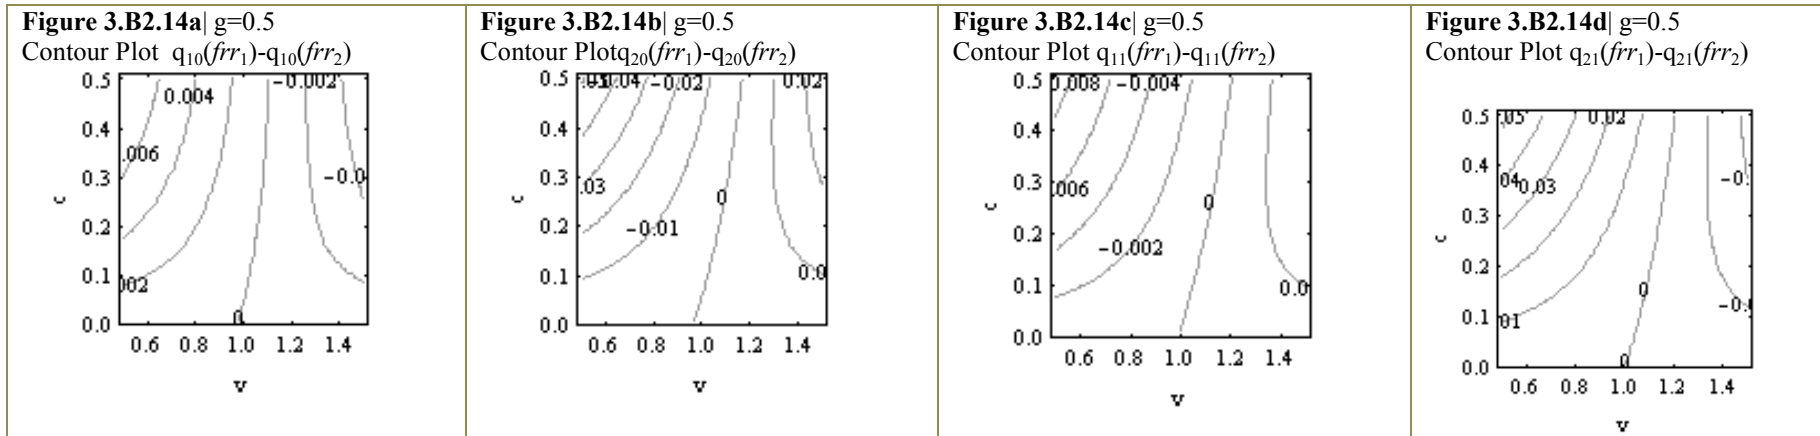 Figure 3.B2.14a| g=0.5
Contour Plot q10(frr1)-q10(frr2)
0.5
0.4
0.3
0.2
0.1
0.0
c
0.6 0.8 1.0 1.2 1.4
v
0.004
-0.002
.006
-0.0
002
0
Figure 3.B2.14b| g=0.5
Contour Plotq20(frr1)-q20(frr2)
0.5
0.4
0.3
0.2
0.1
0.0
c
0.6 0.8 1.0 1.2 1.4
v
.04
-0.02
0.02
.03
0
-0.01
0.0
Figure 3.B2.14c| g=0.5
Contour Plot q11(frr1)-q11(frr2)
0.5
0.4
0.3
0.2
0.1
0.0
c
0.6 0.8 1.0 1.2 1.4
v
0.008
-0.004
.006
0
-0.002
0.0
Figure 3.B2.14d| g=0.5
Contour Plot q21(frr1)-q21(frr2)
0.5
0.4
0.3
0.2
0.1
0.0
c
0.6 0.8 1.0 1.2 1.4
v
.05
0.02
04
0.03
-0.
0
-0.
01
0